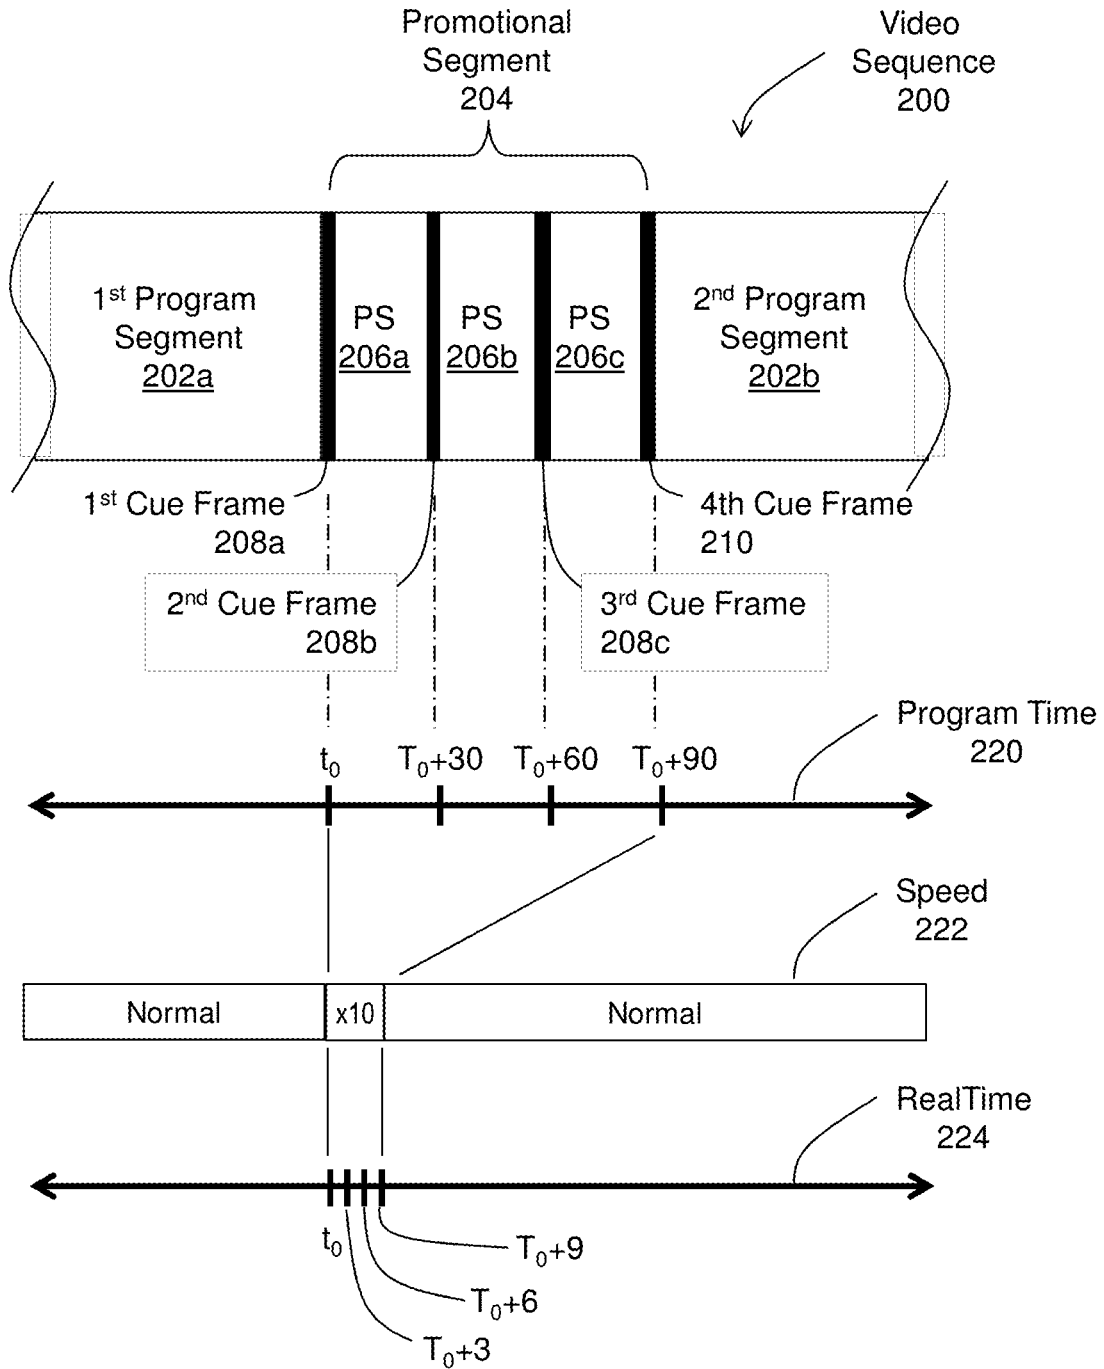 Promotional
Segment
204
Video
Sequence
200
1st Program
Segment
202a
PS
206a
PS
206b
PS
206c
2nd Program
Segment
202b
1st Cue Frame
208a
4th Cue Frame
210
2nd Cue Frame
208b
3rd Cue Frame
208c
Program Time
220
t0
T0+30
T0+60
T0+90
Speed
222
Normal
x10
Normal
RealTime
224
t0
T0+9
T0+6
T0+3